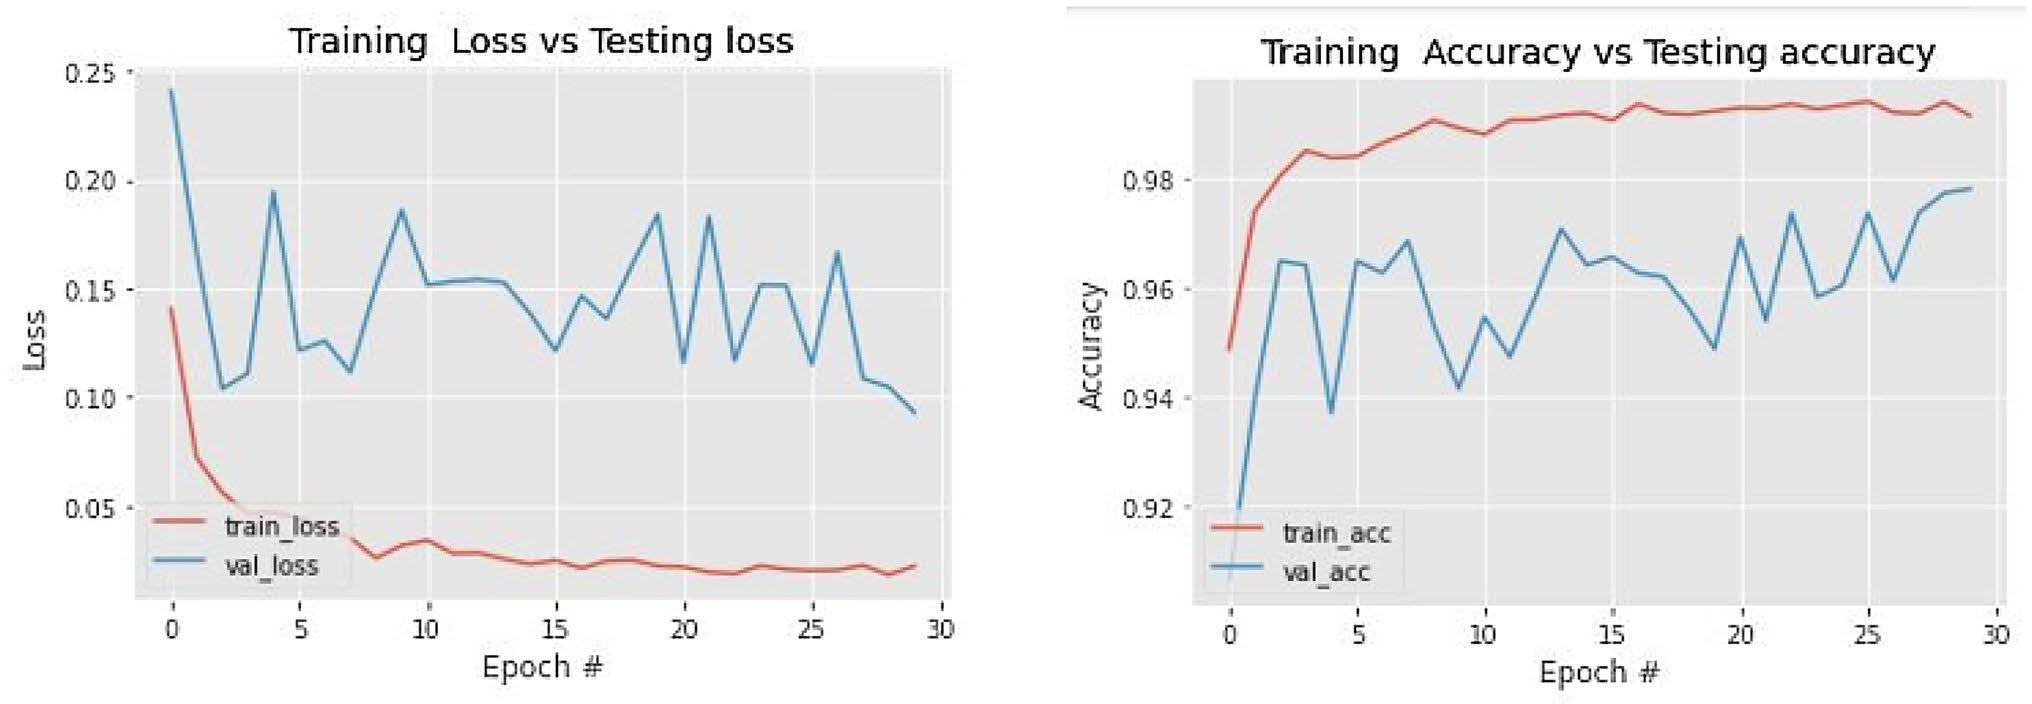 Training Loss vs Testing loss
0.25
0.20
0.15
0.10
0.05
Loss
train_loss
val_loss
0 5 10 15 20 25 30
Epoch #
Training Accuracy vs Testing accuracy
0.98
0.96
0.94
0.92
Accuracy
train_acc
val_acc
0 5 10 15 20 25 30
Epoch #